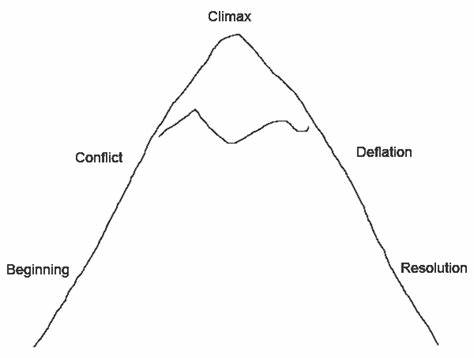 Climax
Conflict
Deflation
Beginning
Resolution